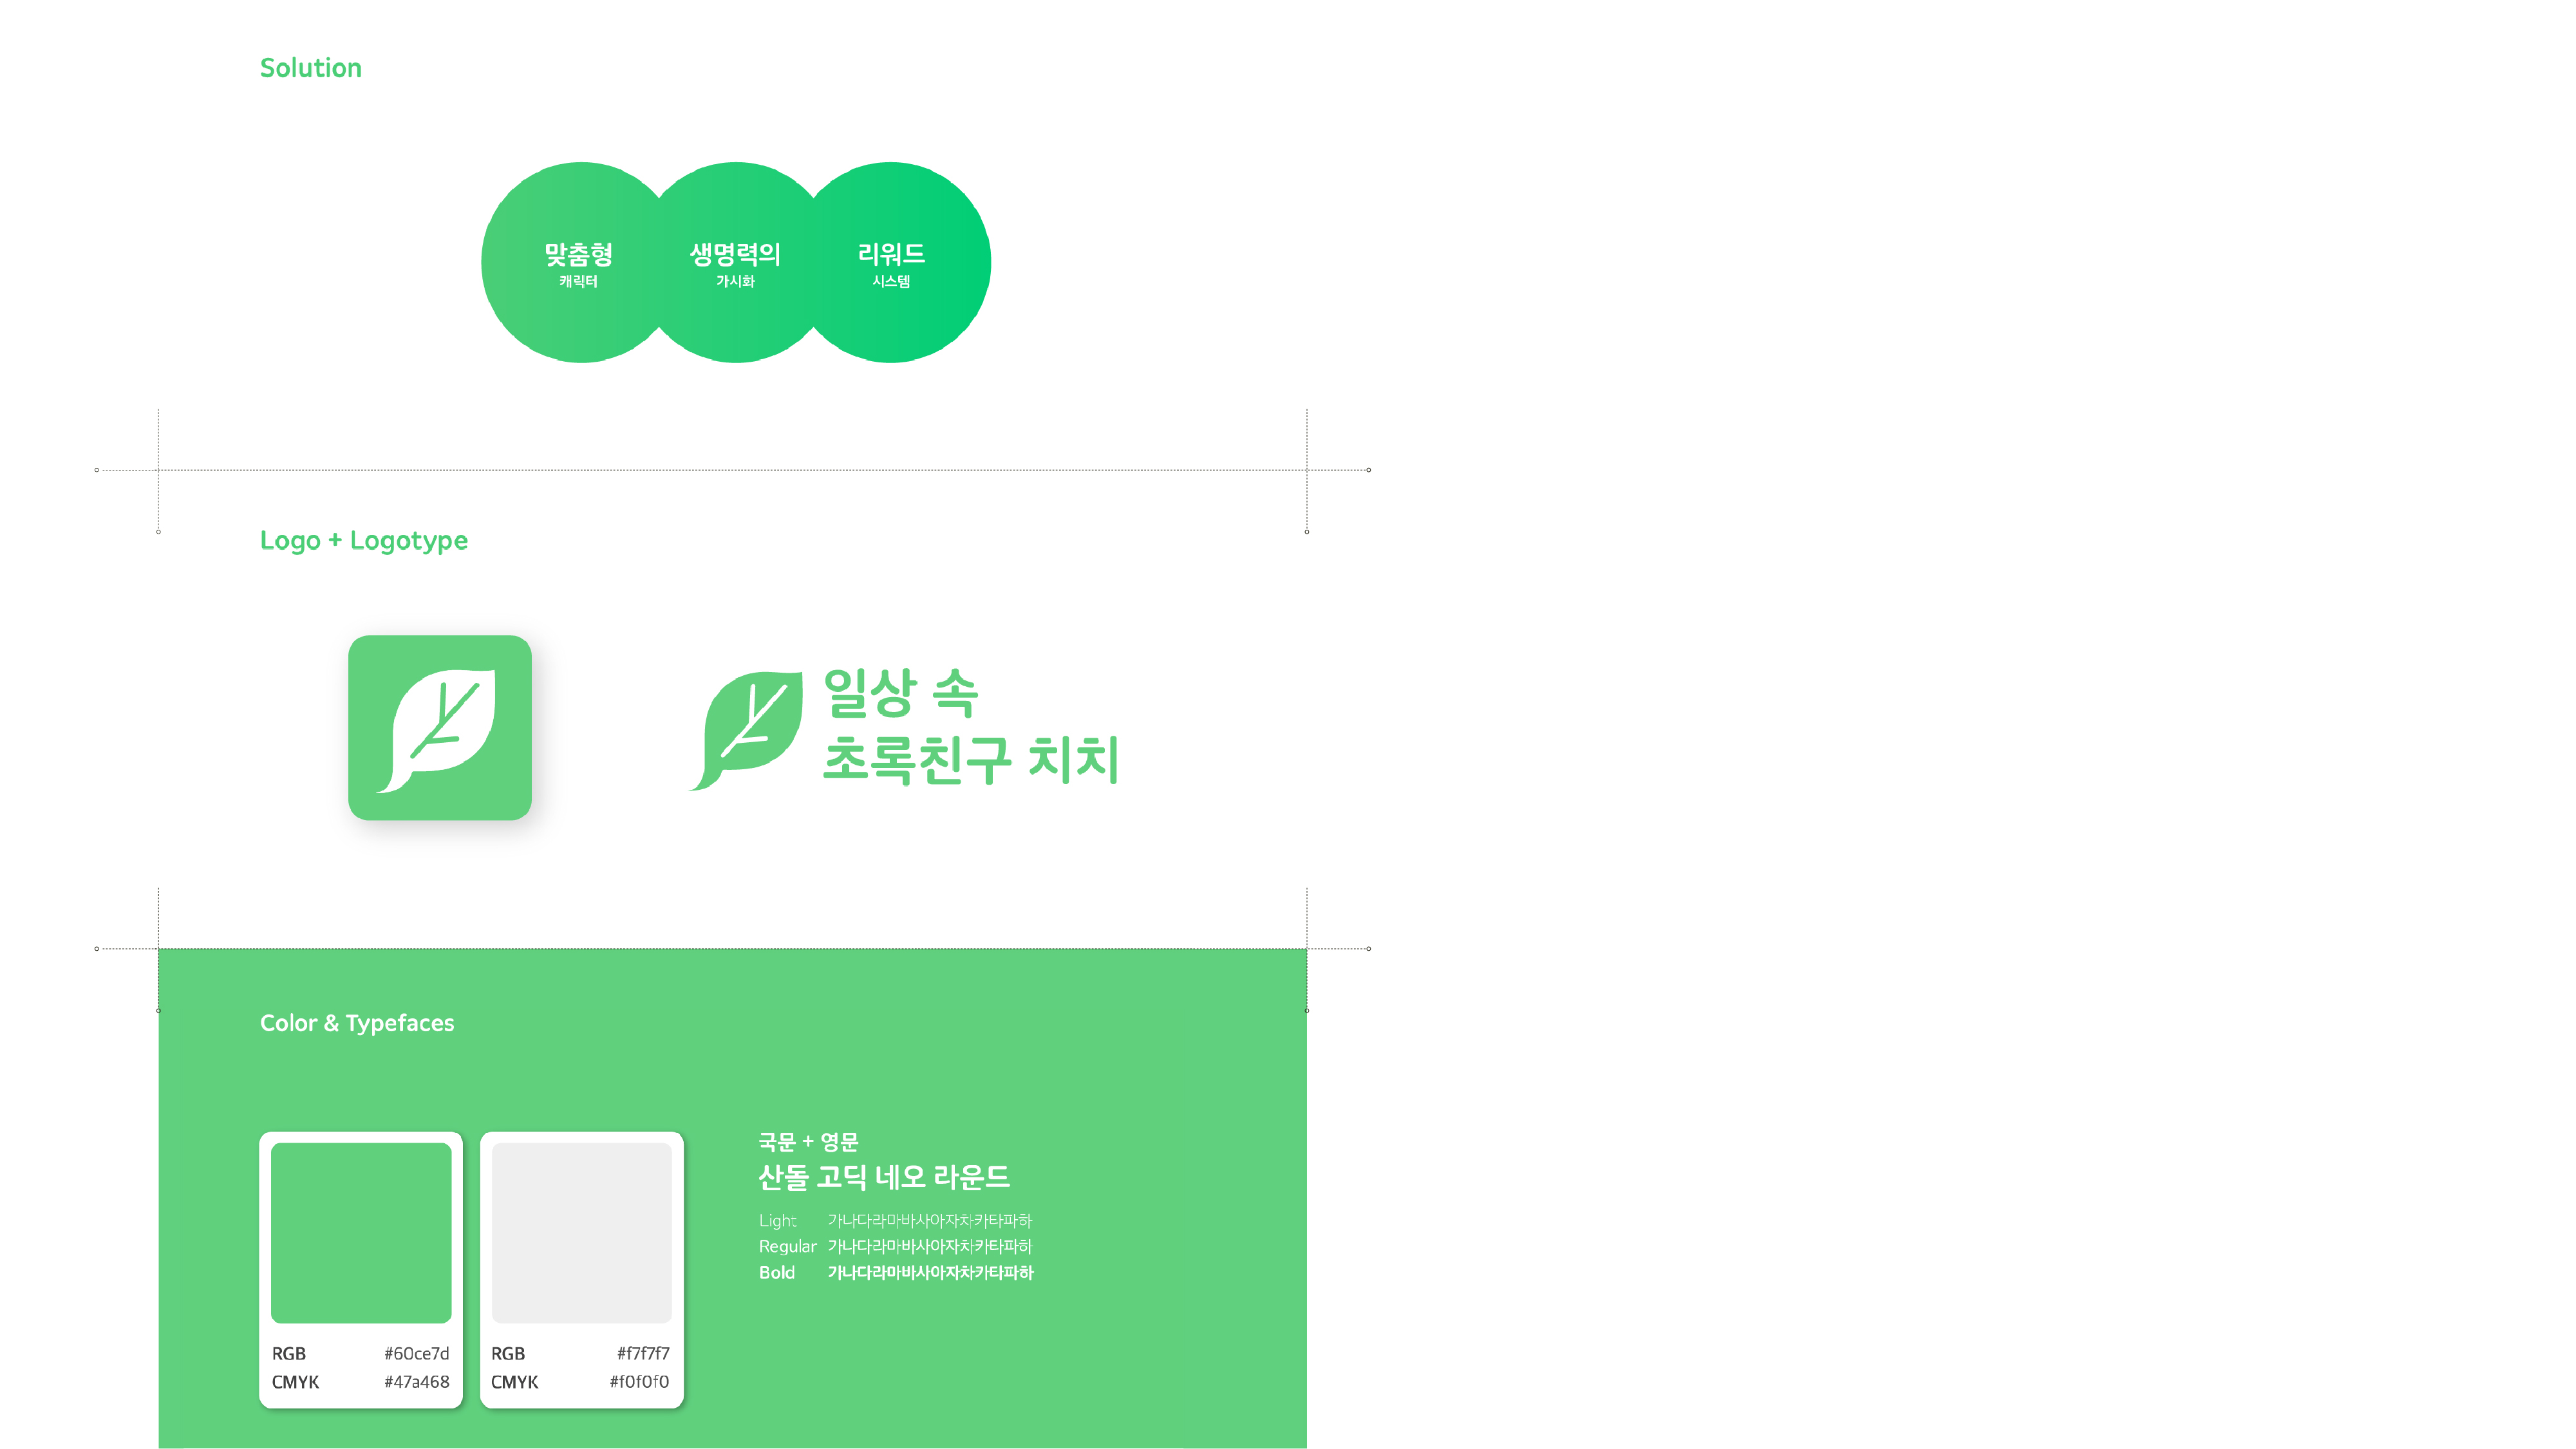 Solution
맞춤형
캐릭터
생명력의
가시화
리워드
시스템
Logo + Logotype
일상 속
초록친구 치치
Color & Typefaces
국문 + 영문
산돌 고딕 네오 라운드
Light 가나다라마바사아자차카타파하
Regular 가나다라마바사아자차카타파하
Bold 가나다라마바사아자차카타파하
RGB #60ce7d
CMYK #47a468
RGB #f7f7f7
CMYK #f0f0f0